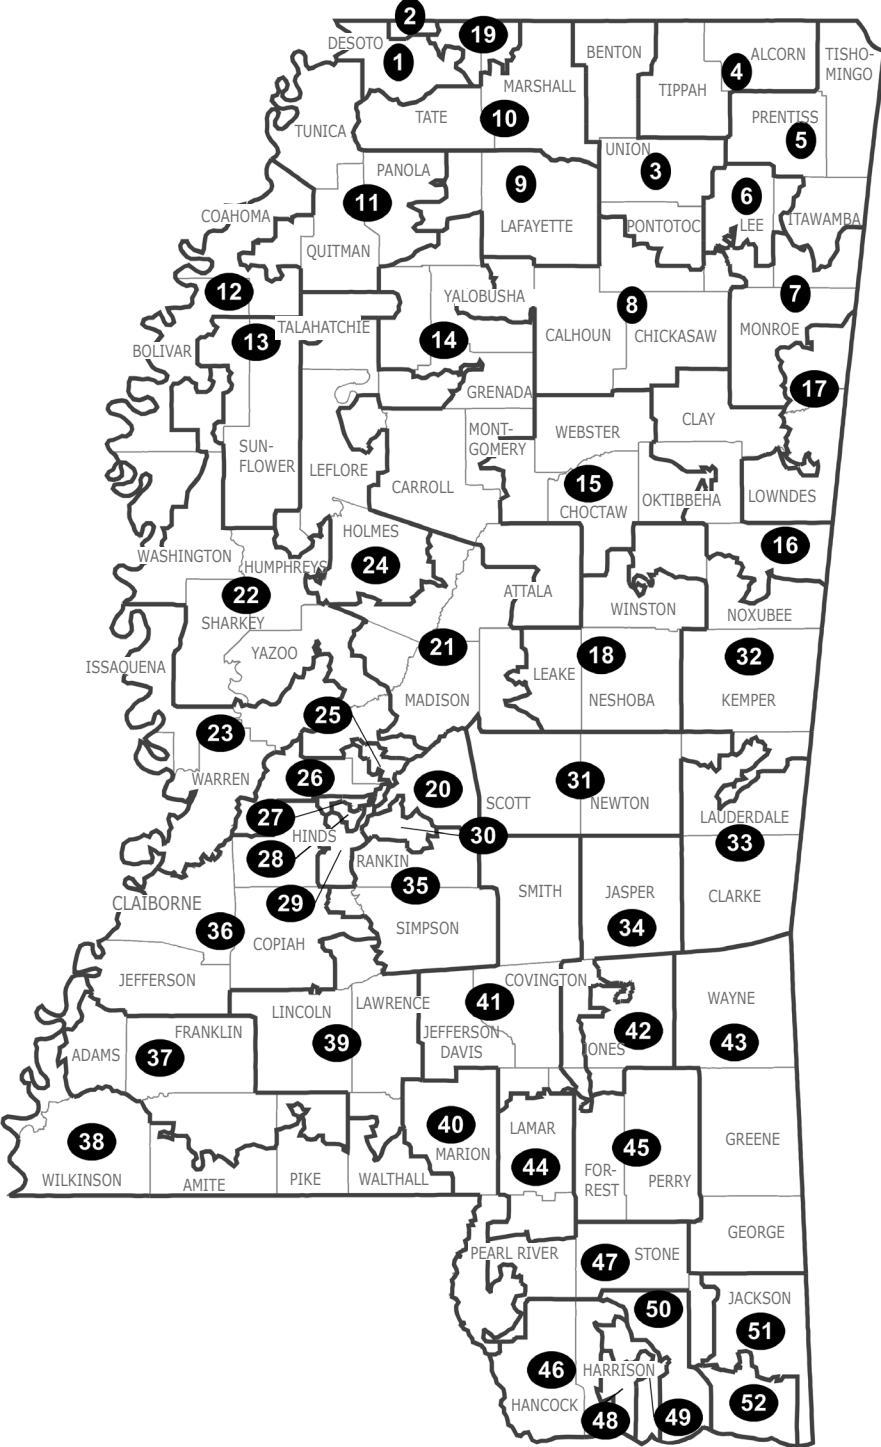 2
DESOTO
19
BENTON
ALCORN
TISHO-
MINGO
1
4
MARSHALL
TIPPAH
TATE
10
PRENTISS
TUNICA
5
UNION
PANOLA
9
3
COAHOMA
11
6
LAFAYETTE
PONTOTOC
LEE
ITAWAMBA
QUITMAN
12
YALOBUSHA
8
7
TALAHATCHIE
BOLIVAR
13
14
CALHOUN
CHICKASAW
MONROE
GRENADA
17
MONT-
GOMERY
WEBSTER
CLAY
SUN-
FLOWER
LEFLORE
CARROLL
15
CHOCTAW
OKTIBBEHA
LOWNDES
HOLMES
WASHINGTON
HUMPHREYS
24
16
22
SHARKEY
ATTALA
WINSTON
NOXUBEE
ISSAQUENA
YAZOO
21
LEAKE
18
32
MADISON
NESHOBA
KEMPER
25
23
WARREN
26
20
SCOTT
31
NEWTON
27
HINDS
30
LAUDERDALE
28
RANKIN
33
CLAIBORNE
29
35
SMITH
JASPER
CLARKE
36
COPIAH
SIMPSON
34
JEFFERSON
COVINGTON
LINCOLN
LAWRENCE
41
WAYNE
FRANKLIN
JEFFERSON
DAVIS
42
ADAMS
37
39
JONES
43
38
40
LAMAR
45
GREENE
MARION
WILKINSON
AMITE
PIKE
WALTHALL
44
FOR-
REST
PERRY
GEORGE
PEARL RIVER
47
STONE
50
JACKSON
51
46
HARRISON
HANCOCK
48
49
52